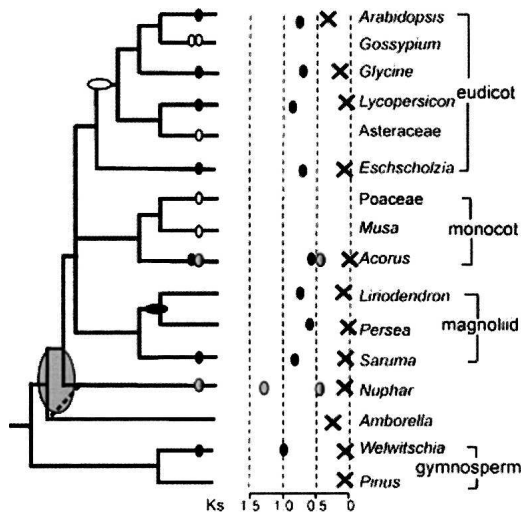 Arabidopsis
Gossypium
Glycine
eudicot
Lycopersicon
Asteraceae
Eschscholzia
Poaceae
Musa
monocot
Acorus
Liriodendron
magnoliid
Persea
Saruma
Nuphar
Amborella
Welwitschia
gymnosperm
Pinus
Ks 1 5 1 0 0 5 0